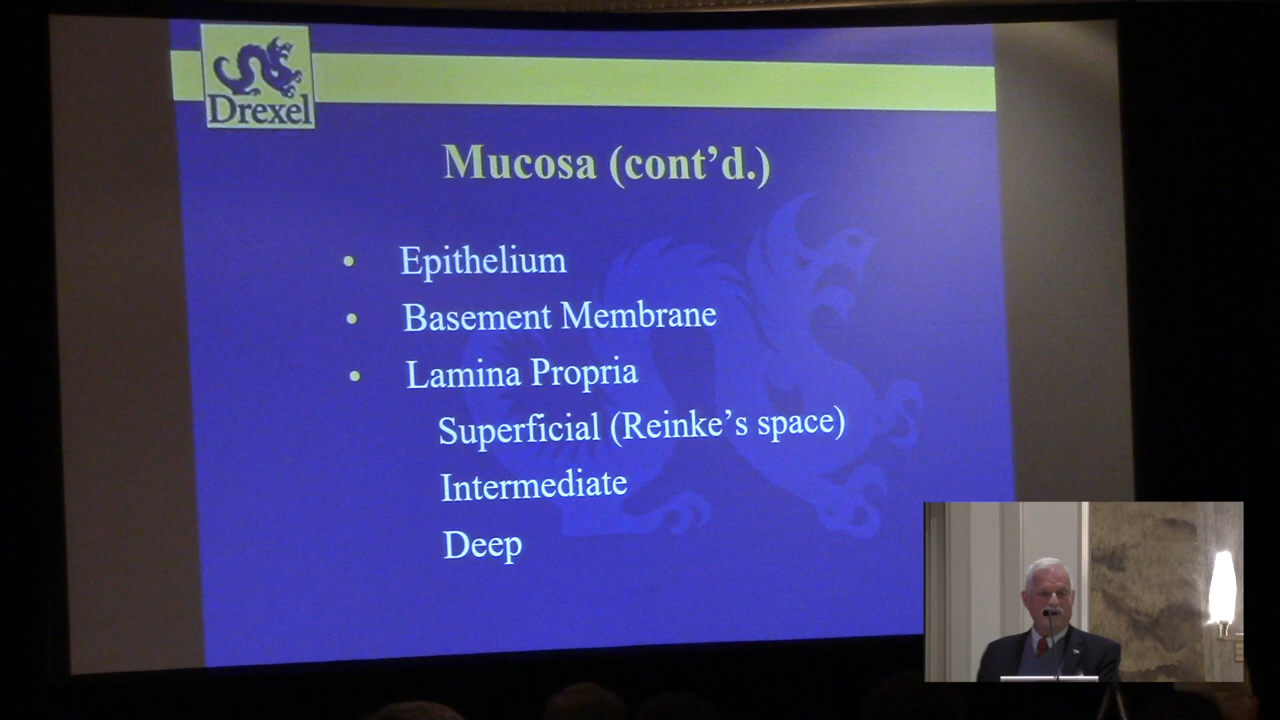 Drexel
Mucosa (cont’d.)
• Epithelium
• Basement Membrane
• Lamina Propria
Superficial (Reinke’s space)
Intermediate
Deep